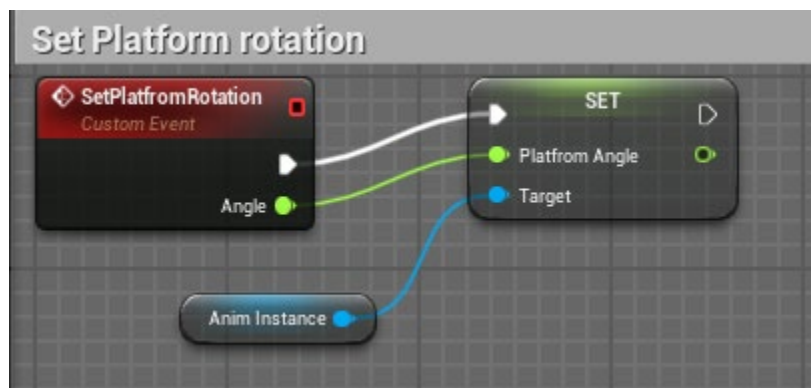 Set Platform rotation
SetPlatfromRotation
Custom Event
Angle
SET
Platfrom Angle
Target
Anim Instance